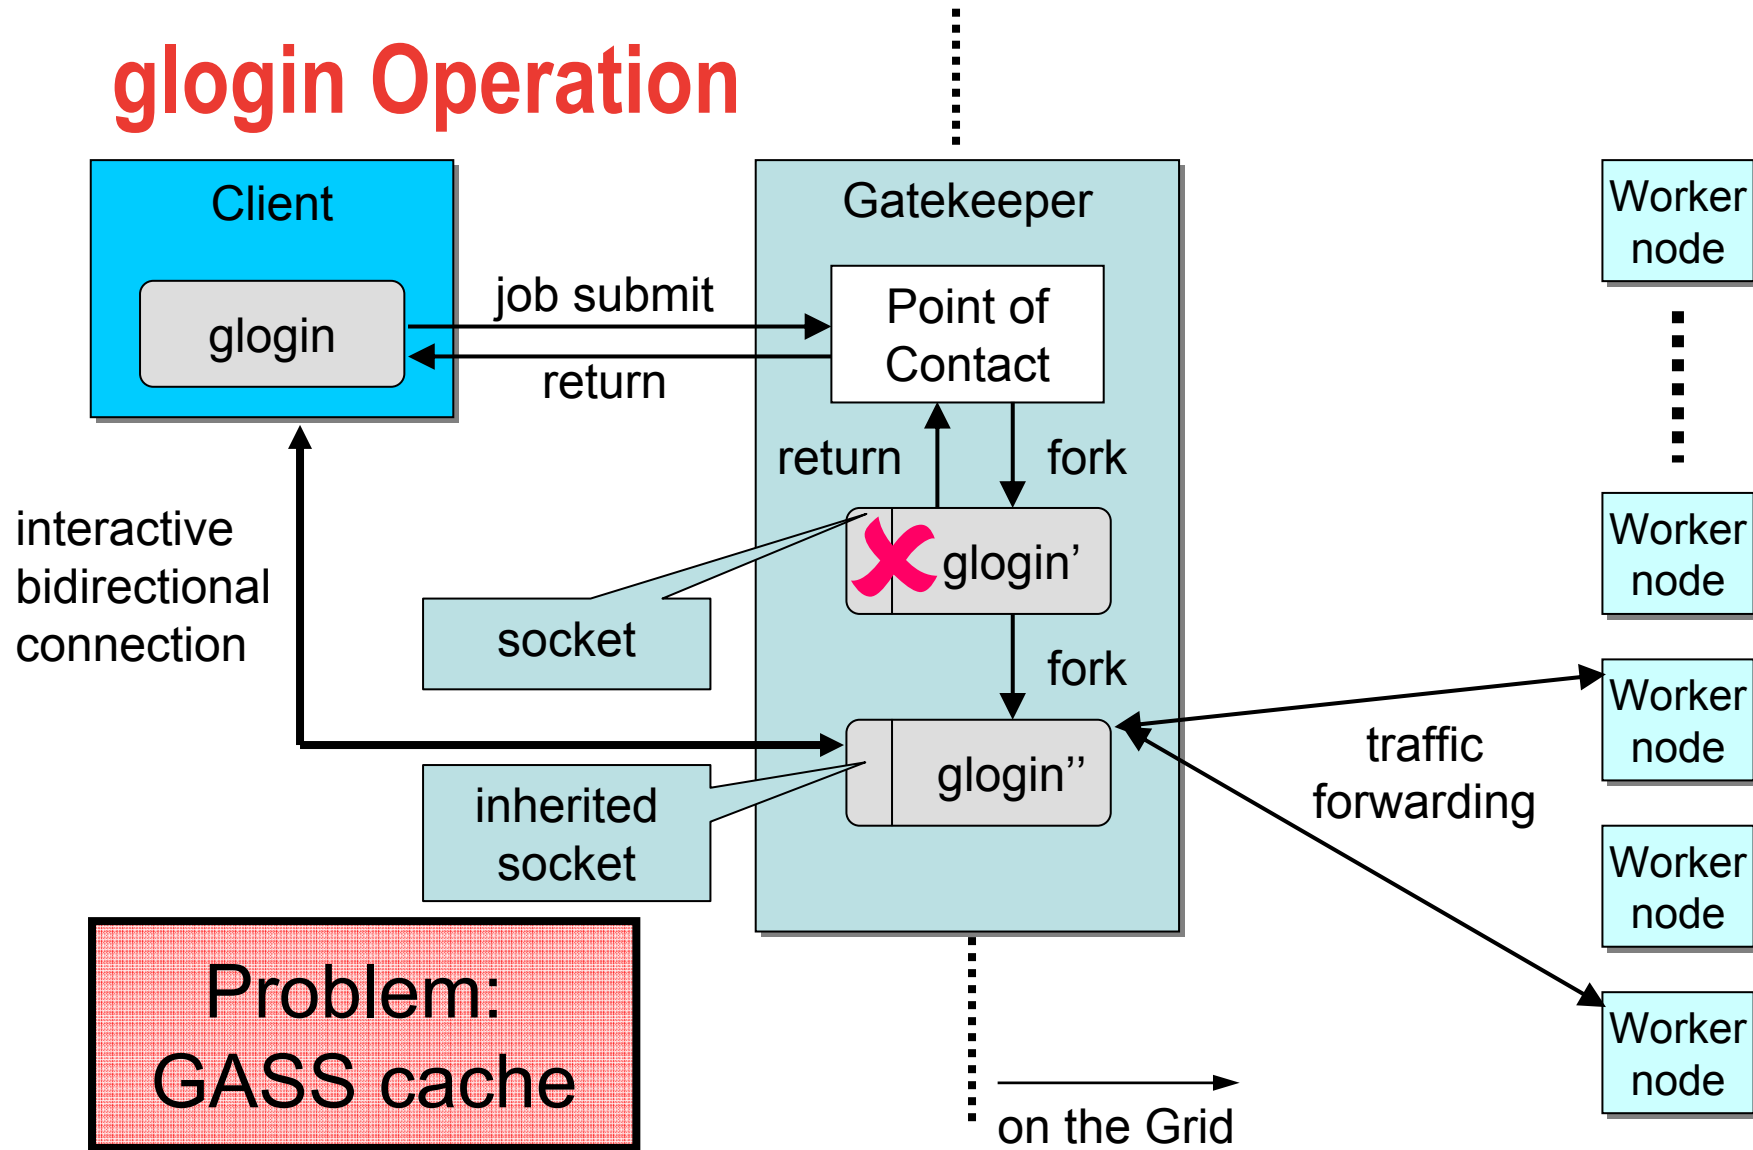 glogin Operation
Client
glogin
job submit
return
Gatekeeper
Point of
Contact
return
fork
glogin’
socket
fork
glogin’’
inherited
socket
interactive
bidirectional
connection
traffic
forwarding
Worker
node
Worker
node
Worker
node
Worker
node
Worker
node
Problem:
GASS cache
on the Grid